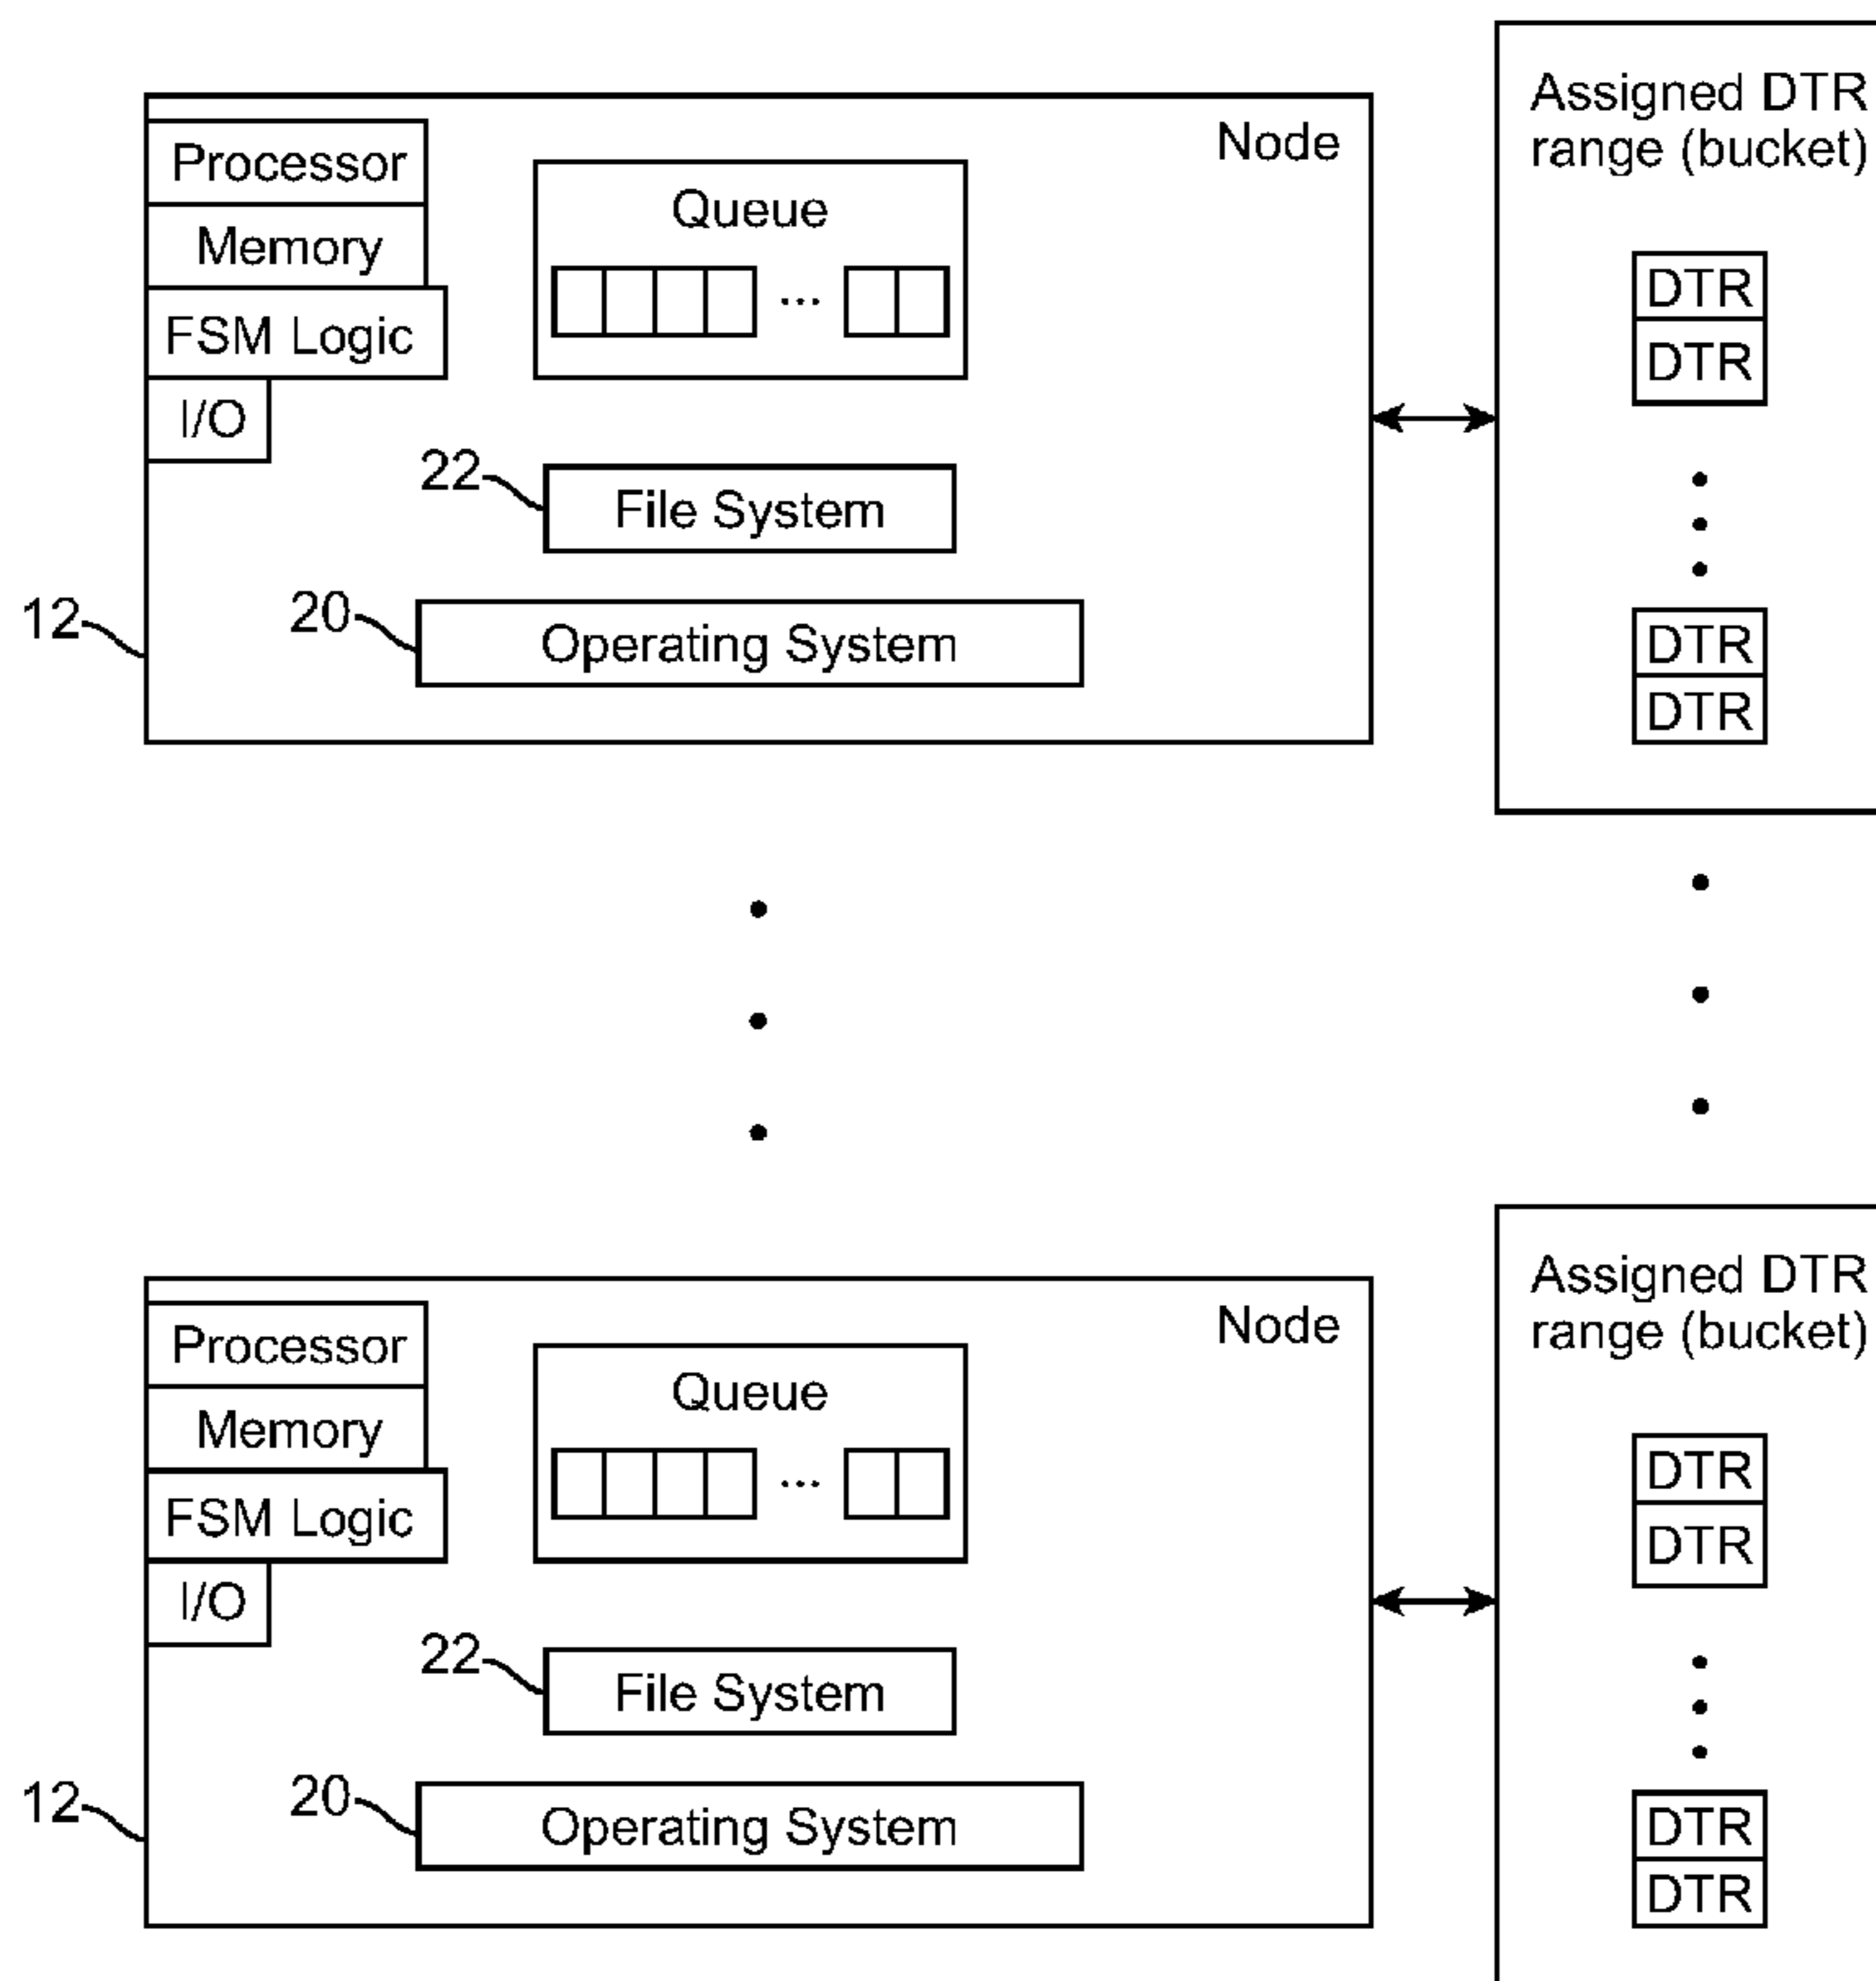 Assigned DTR
range (bucket)
Node
Processor
Queue
Memory
DTR
...
FSM Logic
DTR
I/O
22
File System
20
12
Operating System
DTR
DTR
Assigned DTR
range (bucket)
Node
Processor
Queue
Memory
DTR
...
FSM Logic
DTR
I/O
22
File System
20
12
Operating System
DTR
DTR